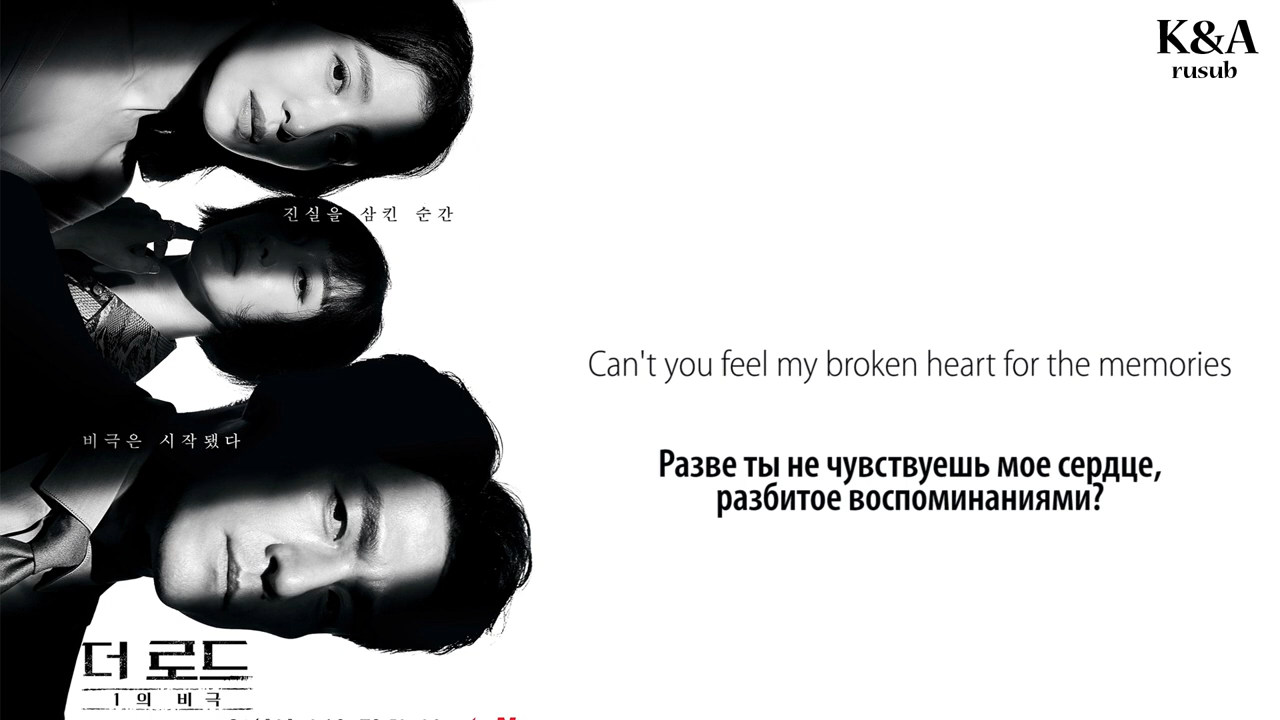 K&A
rusub
진실을 삼킨 순간
Can't you feel my broken heart for the memories
비극은 시작됐다
Разве ты не чувствуешь мое сердце,
разбитое воспоминаниями?
더 로드
1의 비극